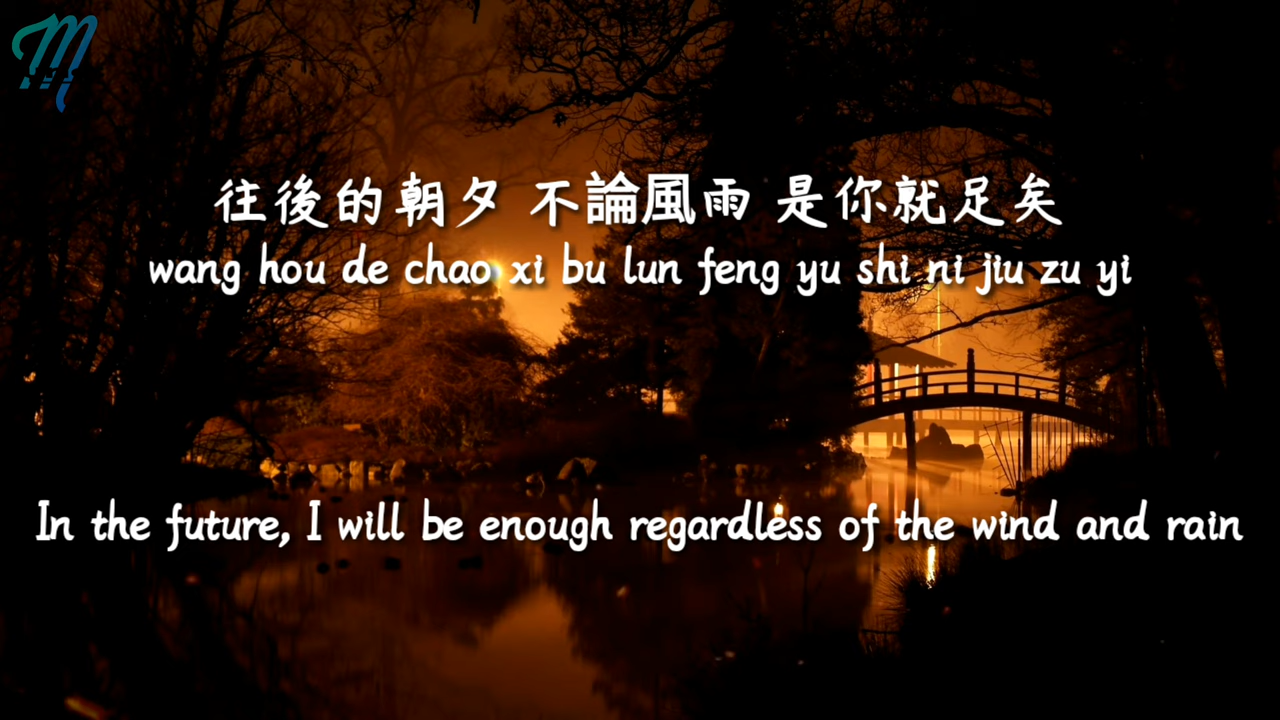 往後的朝夕 不論風雨 是你就足矣
wang hou de chao xi bu lun feng yu shi ni jiu zu yi
In the future, I will be enough regardless of the wind and rain